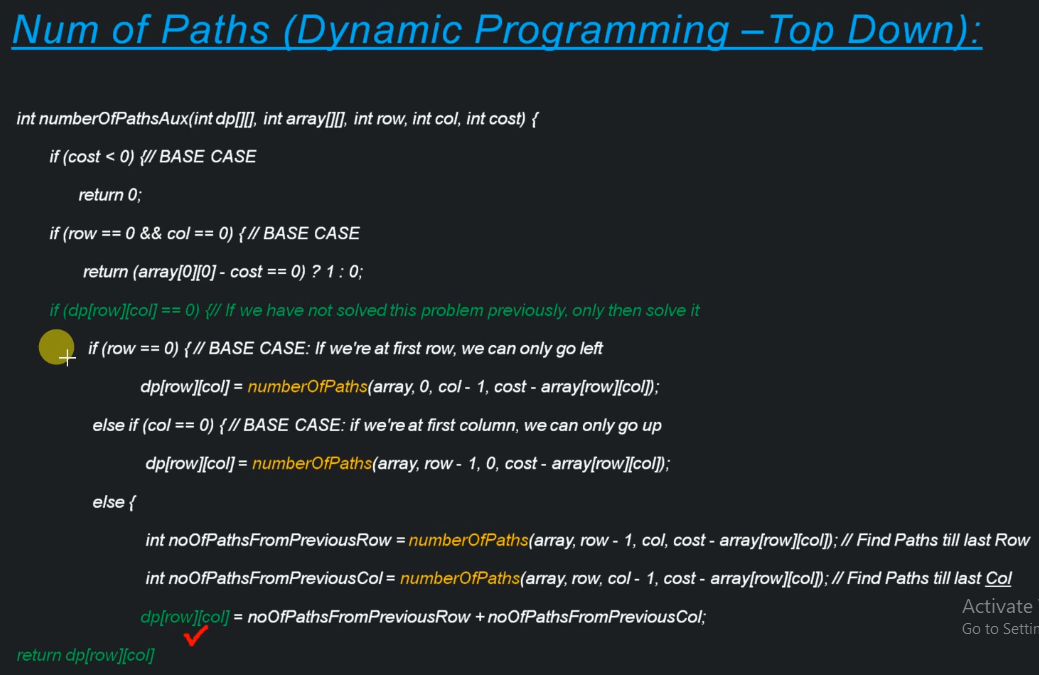 Num of Paths (Dynamic Programming –Top Down):
int numberOfPathsAux(int dp[][], int array[][], int row, int col, int cost) {
if (cost < 0) {// BASE CASE
return 0;
if (row == 0 && col == 0) { // BASE CASE
return (array[0][0] - cost == 0) ? 1 : 0;
if (dp[row][col] == 0) {// If we have not solved this problem previously, only then solve it
if (row == 0) { // BASE CASE: If we're at first row, we can only go left
dp[row][col] = numberOfPaths(array, 0, col - 1, cost - array[row][col]);
else if (col == 0) { // BASE CASE: if we're at first column, we can only go up
dp[row][col] = numberOfPaths(array, row - 1, 0, cost - array[row][col]);
else {
int noOfPathsFromPreviousRow = numberOfPaths(array, row - 1, col, cost - array[row][col]); // Find Paths till last Row
int noOfPathsFromPreviousCol = numberOfPaths(array, row, col - 1, cost - array[row][col]); // Find Paths till last Col
dp[row][col] = noOfPathsFromPreviousRow + noOfPathsFromPreviousCol;
return dp[row][col]
Activate
Go to Settin